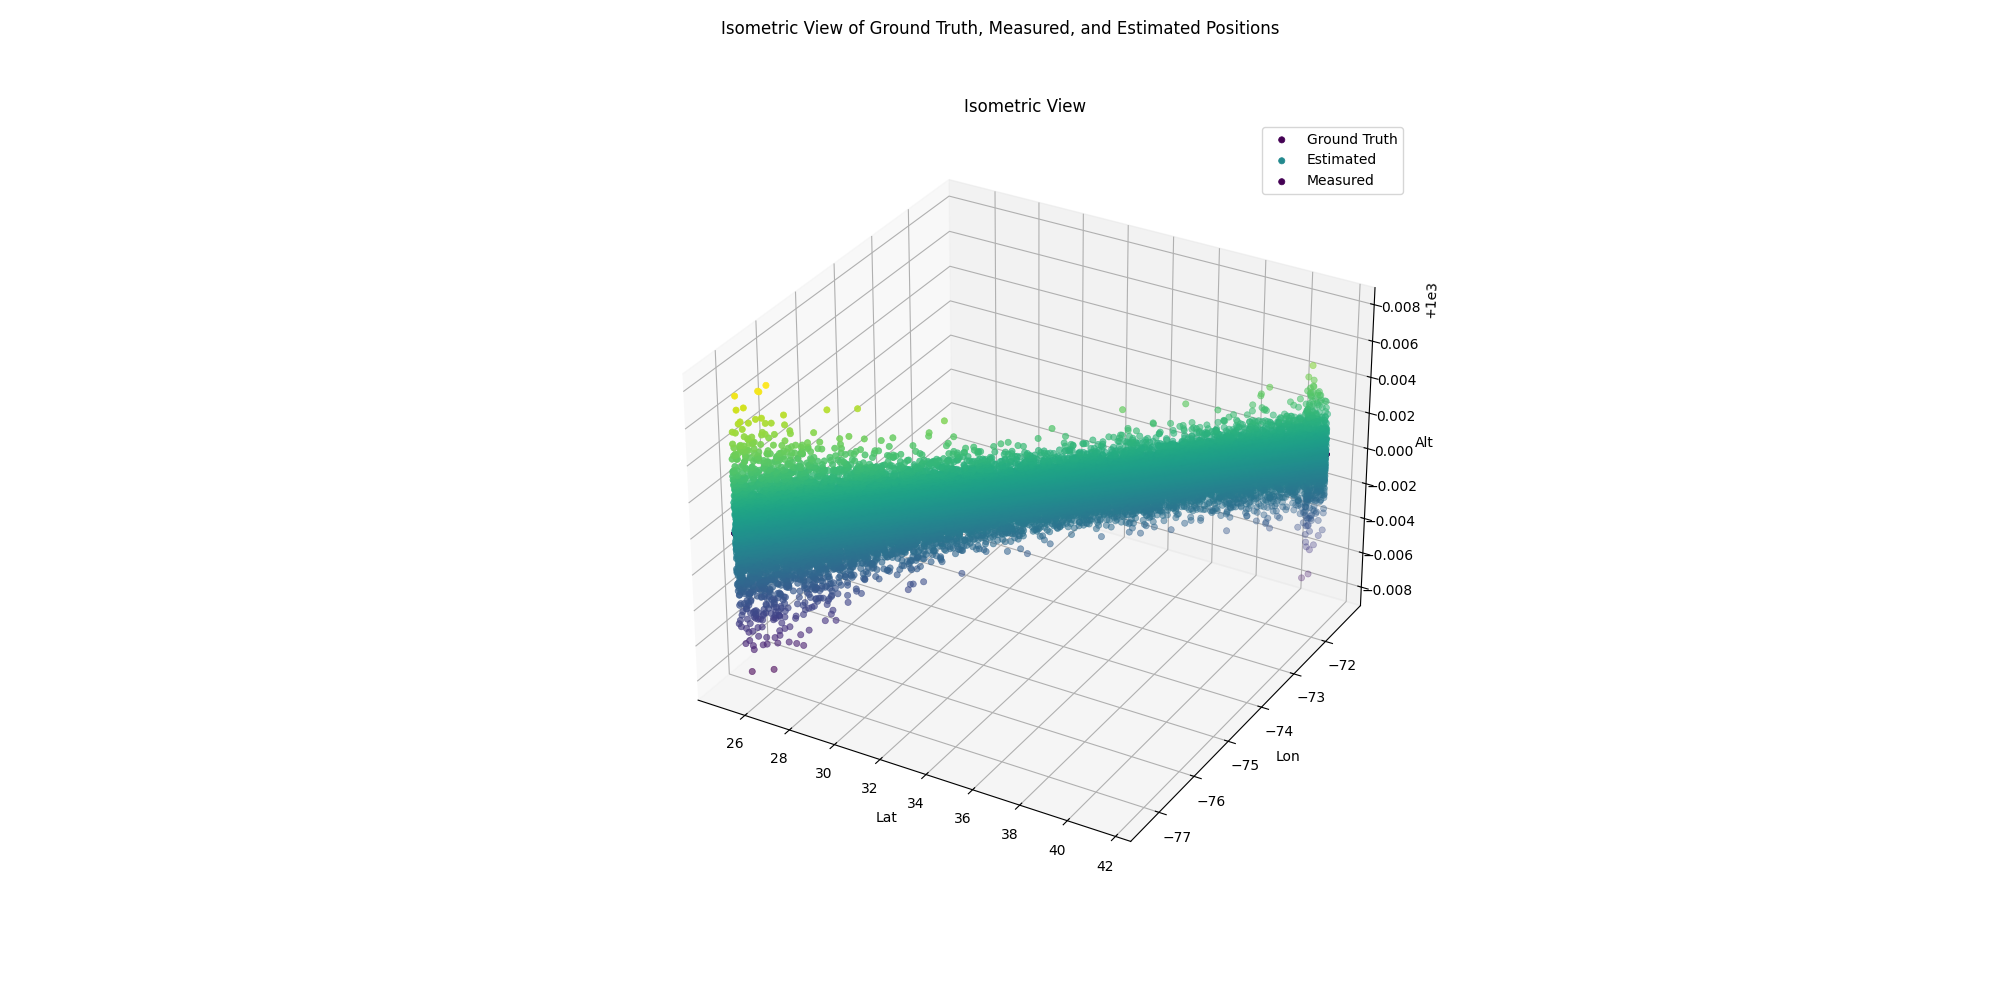 Isometric View of Ground Truth, Measured, and Estimated Positions
Isometric View
Ground Truth
Estimated
Measured
+1e3
0.008
0.006
0.004
0.002
0.000
−0.002
−0.004
−0.006
−0.008
Alt
−72
−73
−74
−75
−76
−77
Lon
26
28
30
32
34
36
38
40
42
Lat